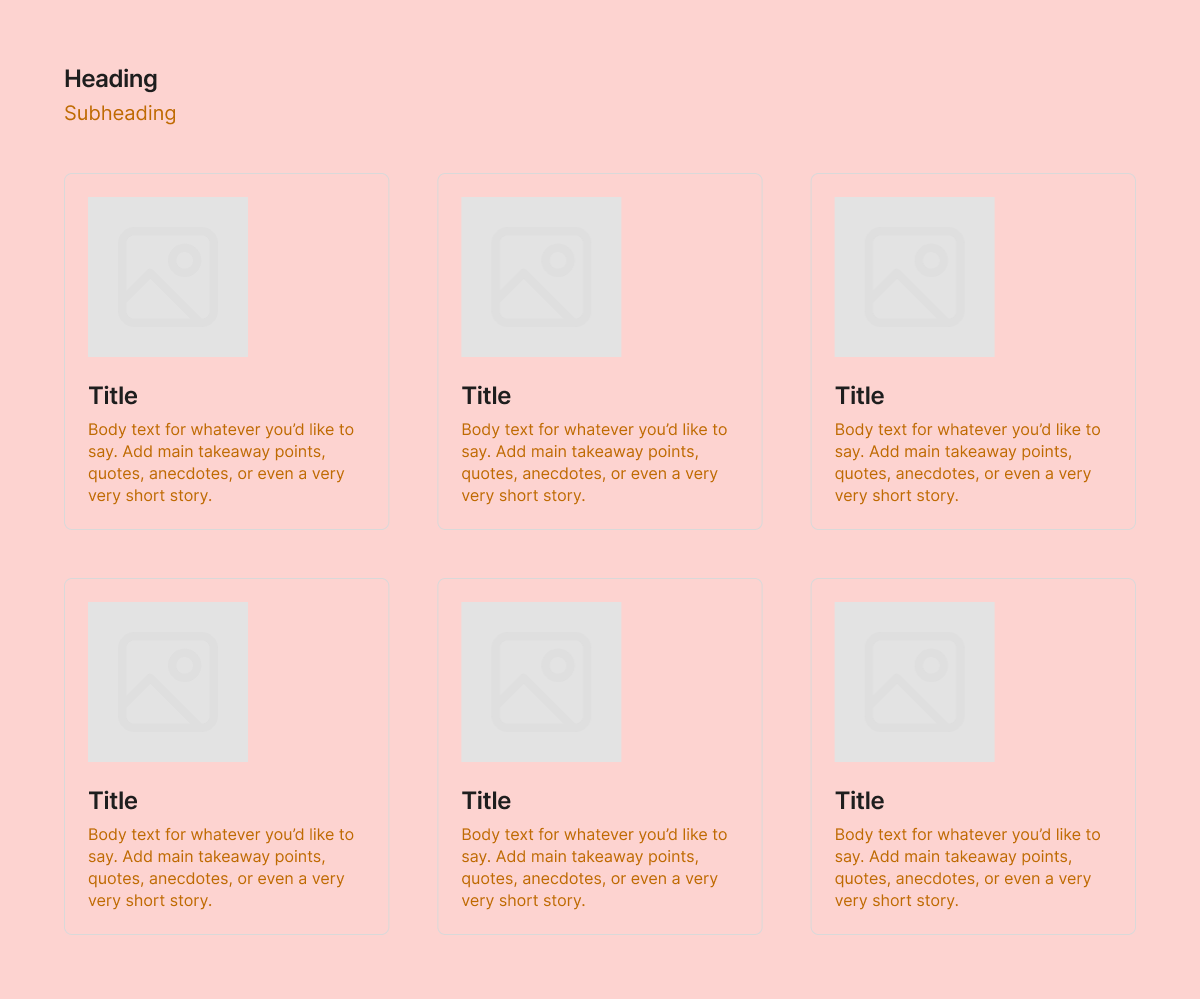 Heading
Subheading
Title
Body text for whatever you’d like to
say. Add main takeaway points,
quotes, anecdotes, or even a very
very short story.
Title
Body text for whatever you’d like to
say. Add main takeaway points,
quotes, anecdotes, or even a very
very short story.
Title
Body text for whatever you’d like to
say. Add main takeaway points,
quotes, anecdotes, or even a very
very short story.
Title
Body text for whatever you’d like to
say. Add main takeaway points,
quotes, anecdotes, or even a very
very short story.
Title
Body text for whatever you’d like to
say. Add main takeaway points,
quotes, anecdotes, or even a very
very short story.
Title
Body text for whatever you’d like to
say. Add main takeaway points,
quotes, anecdotes, or even a very
very short story.